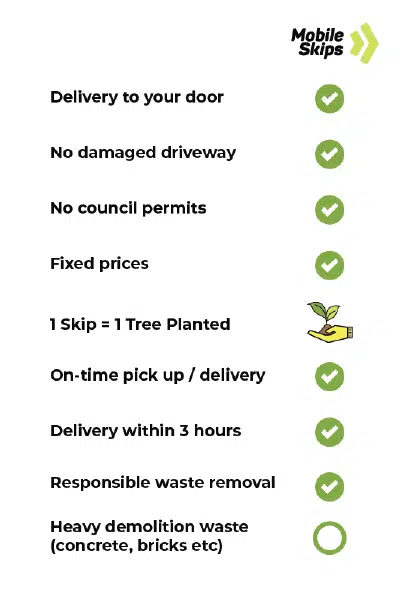 Mobile
Skips
Delivery to your door
No damaged driveway
No council permits
Fixed prices
1 Skip = 1 Tree Planted
On-time pick up / delivery
Delivery within 3 hours
Responsible waste removal
Heavy demolition waste
(concrete, bricks etc)